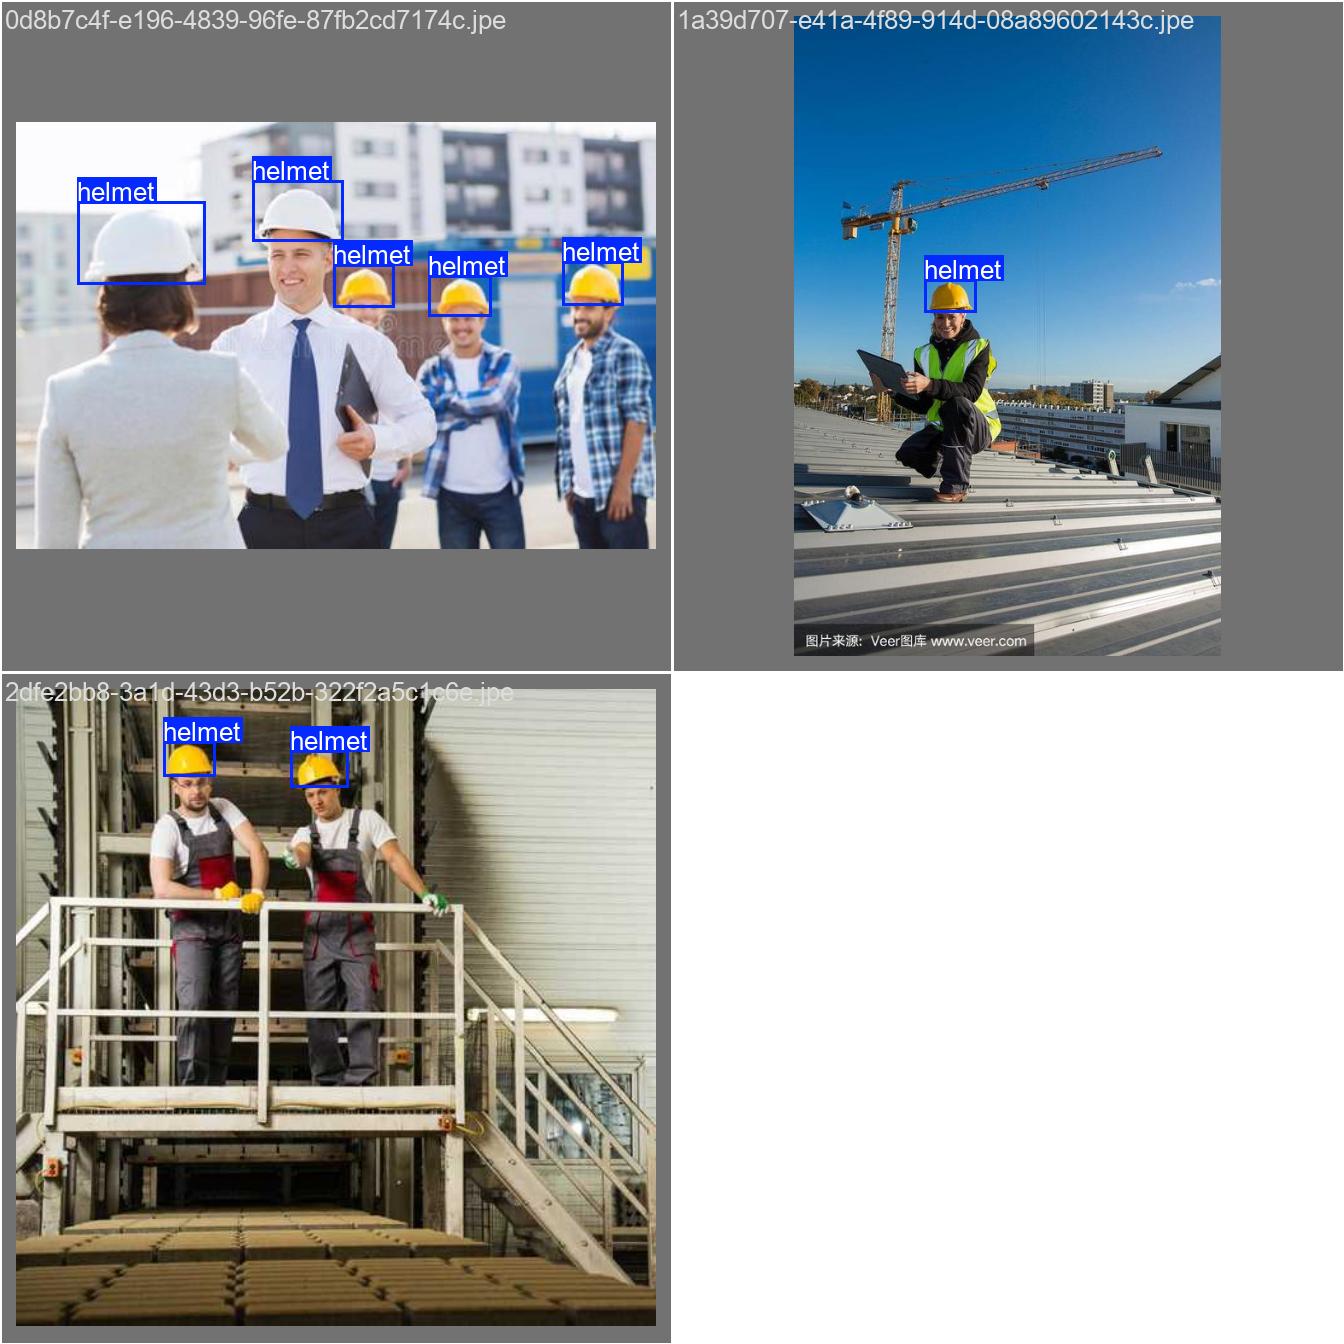 0d8b7c4f-e196-4839-96fe-87fb2cd7174c.jpe
1a39d707-e41a-4f89-914d-08a89602143c.jpe
helmet
helmet
helmet
helmet
helmet
helmet
图片来源: Veer图库 www.veer.com
2dfe2bb8-3a1d-43d3-b52b-322f2a5c1c6e.jpe
helmet
helmet